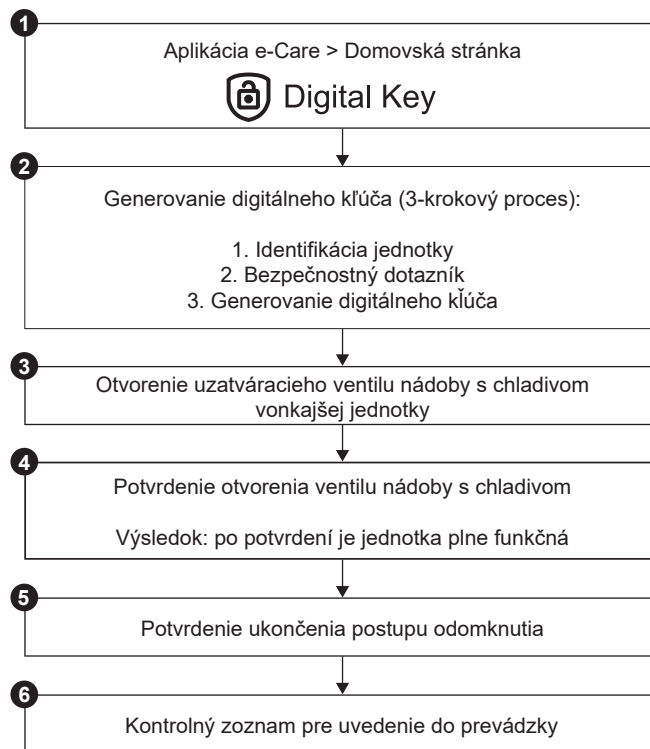 1
Aplikácia e-Care > Domovská stránka
Digital Key
2
Generovanie digitálneho kľúča (3-krokový proces):
1. Identifikácia jednotky
2. Bezpečnostný dotazník
3. Generovanie digitálneho kĺúča
3
Otvorenie uzatváracieho ventilu nádoby s chladivom
vonkajšej jednotky
4
Potvrdenie otvorenia ventilu nádoby s chladivom
Výsledok: po potvrdení je jednotka plne funkčná
5
Potvrdenie ukončenia postupu odomknutia
6
Kontrolný zoznam pre uvedenie do prevádzky